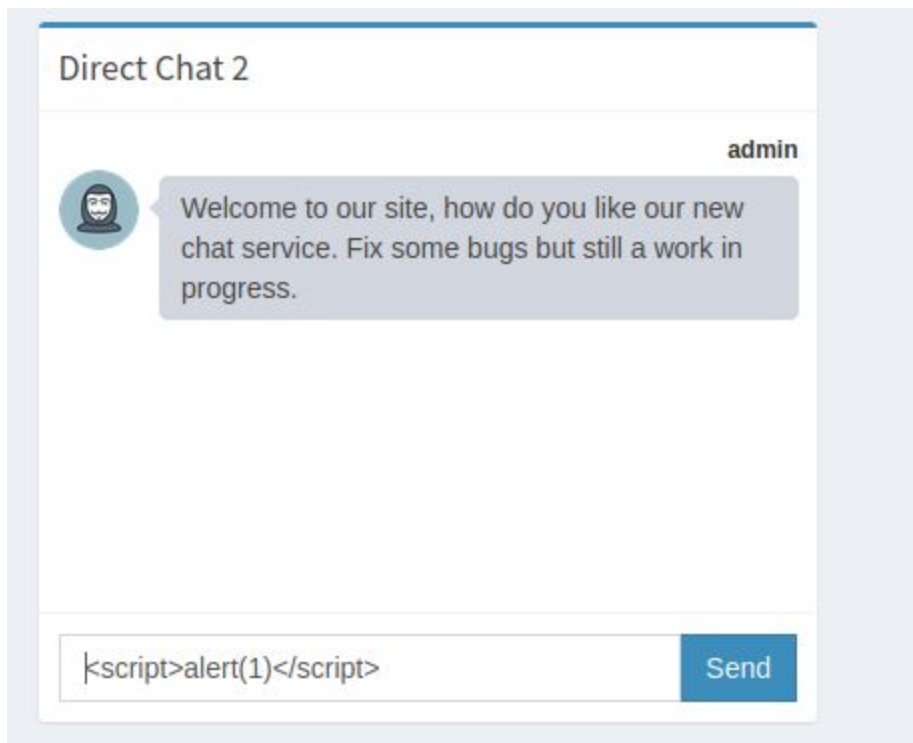 Direct Chat 2
admin
Welcome to our site, how do you like our new
chat service. Fix some bugs but still a work in
progress.
<script>alert(1)</script>
Send